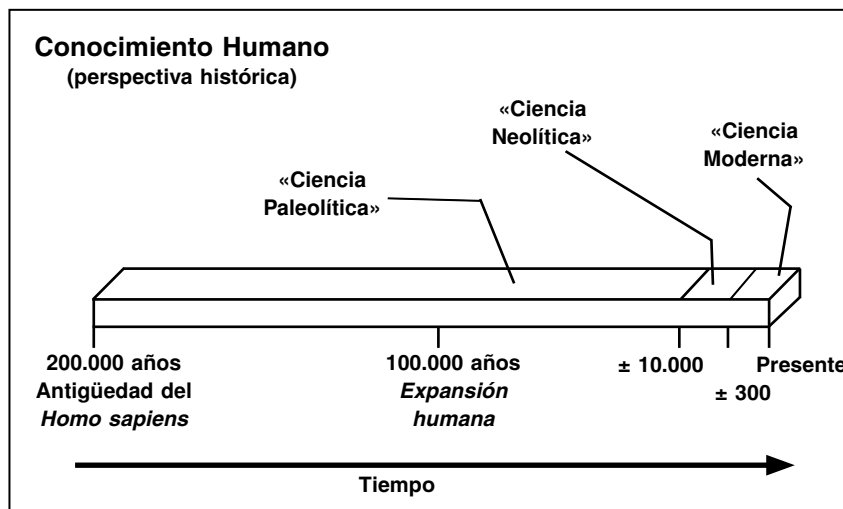 Conocimiento Humano
(perspectiva histórica)
«Ciencia
Neolítica»
«Ciencia
Moderna»
«Ciencia
Paleolítica»
200.000 años
Antigüedad del
Homo sapiens
100.000 años
Expansión
humana
± 10.000
± 300
Presente
Tiempo